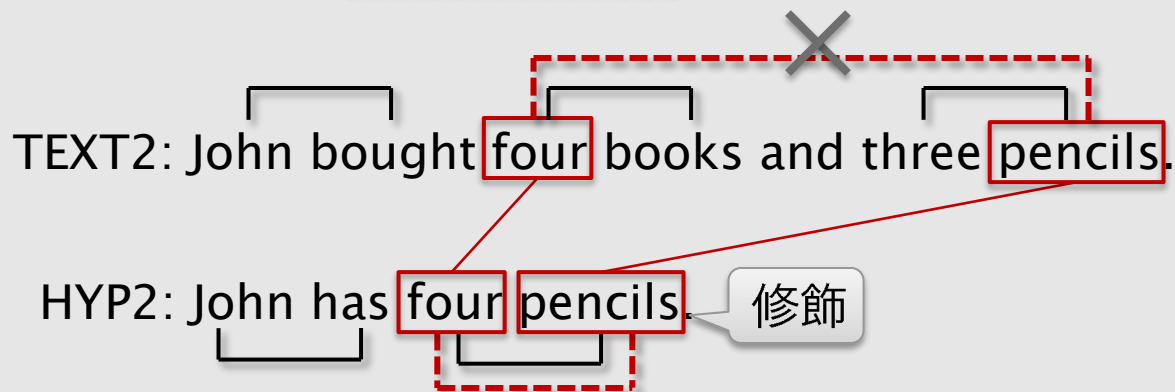 TEXT2: John bought four books and three pencils.
HYP2: John has four pencils.
修飾